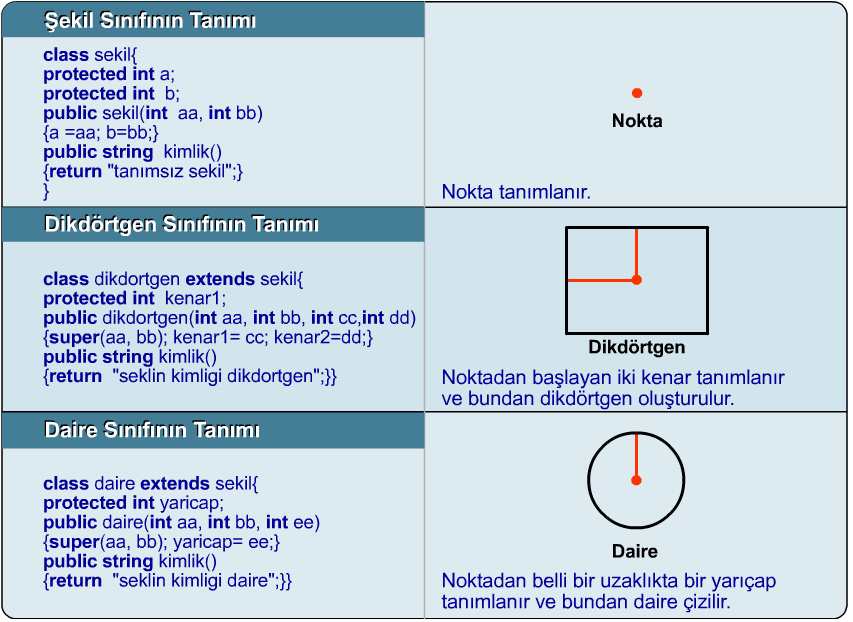 Şekil Sınıfının Tanımı
class sekil{
protected int a;
protected int b;
public sekil(int aa, int bb)
{a =aa; b=bb;}
public string kimlik()
{return "tanımsız sekil";}
}
Nokta
Nokta tanımlanır.
Dikdörtgen Sınıfının Tanımı
class dikdortgen extends sekil{
protected int kenar1;
public dikdortgen(int aa, int bb, int cc,int dd)
{super(aa, bb); kenar1= cc; kenar2=dd;}
public string kimlik()
{return "seklin kimligi dikdortgen";}}
Dikdörtgen
Noktadan başlayan iki kenar tanımlanır
ve bundan dikdörtgen oluşturulur.
Daire Sınıfının Tanımı
class daire extends sekil{
protected int yaricap;
public daire(int aa, int bb, int ee)
{super(aa, bb); yaricap= ee;}
public string kimlik()
{return "seklin kimligi daire";}}
Daire
Noktadan belli bir uzaklıkta bir yarıçap
tanımlanır ve bundan daire çizilir.